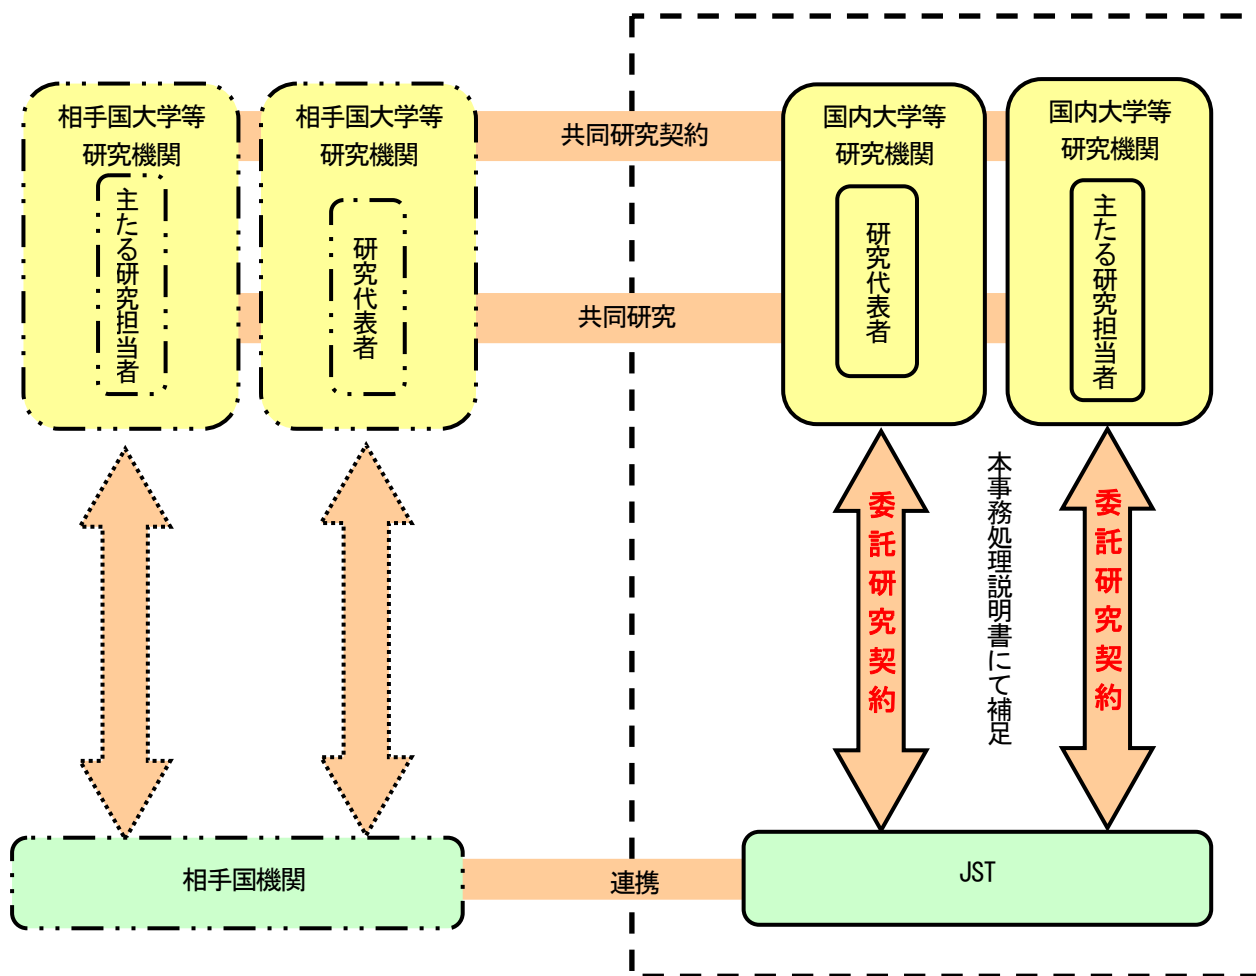 相手国大学等
研究機関
主たる研究担当者
相手国大学等
研究機関
研究代表者
共同研究契約
共同研究
国内大学等
研究機関
研究代表者
国内大学等
研究機関
主たる研究担当者
委託研究契約
本事務処理説明書にて補足
委託研究契約
相手国機関
連携
JST